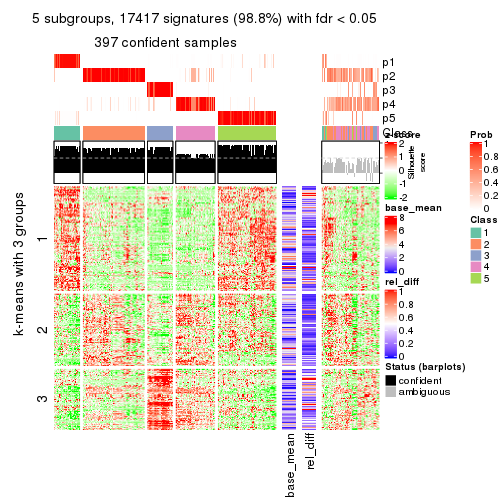 5 subgroups, 17417 signatures (98.8%) with fdr < 0.05
397 confident samples
p1
p2
p3
p4
p5
Class
z-score
2
1
0
-1
-2
Silhouette
score
Prob
1
0.8
0.6
0.4
0.2
0
base_mean
8
6
4
2
0
Class
1
2
3
4
5
rel_diff
1
0.8
0.6
0.4
0.2
0
Status (barplots)
confident
ambiguous
k-means with 3 groups
1
2
3
base_mean
rel_diff